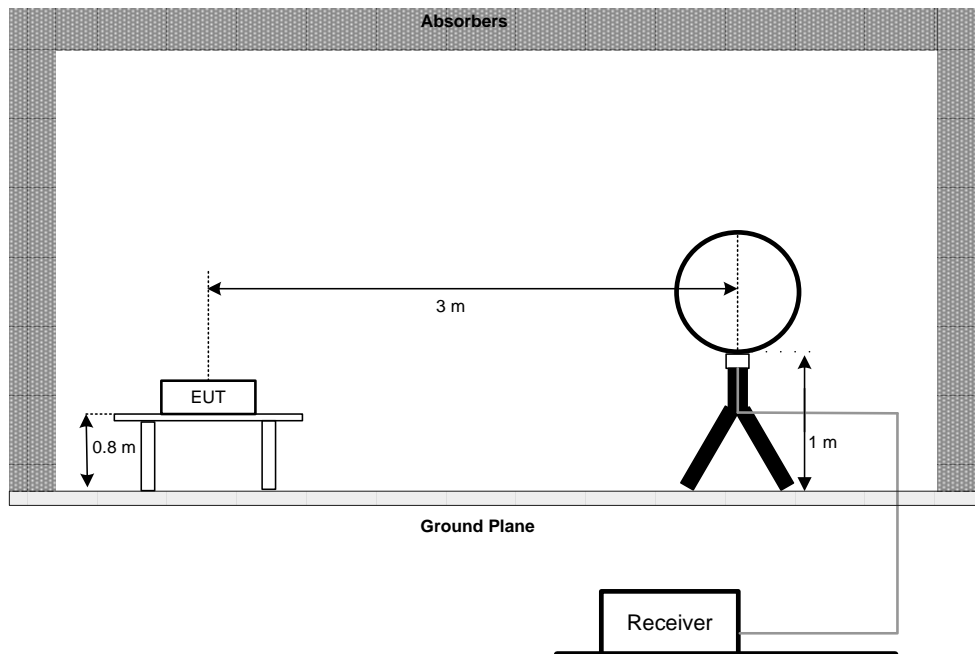 Absorbers
3 m
EUT
0.8 m
1 m
Ground Plane
Receiver